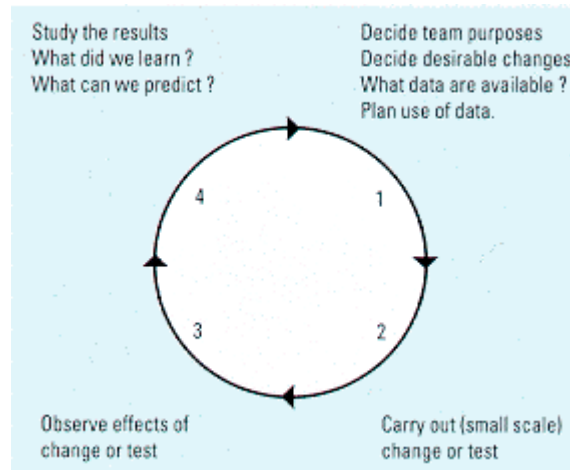 Study the results
What did we learn ?
What can we predict ?
Decide team purposes
Decide desirable changes
What data are available ?
Plan use of data.
4
1
3
2
Observe effects of
change or test
Carry out (small scale)
change or test